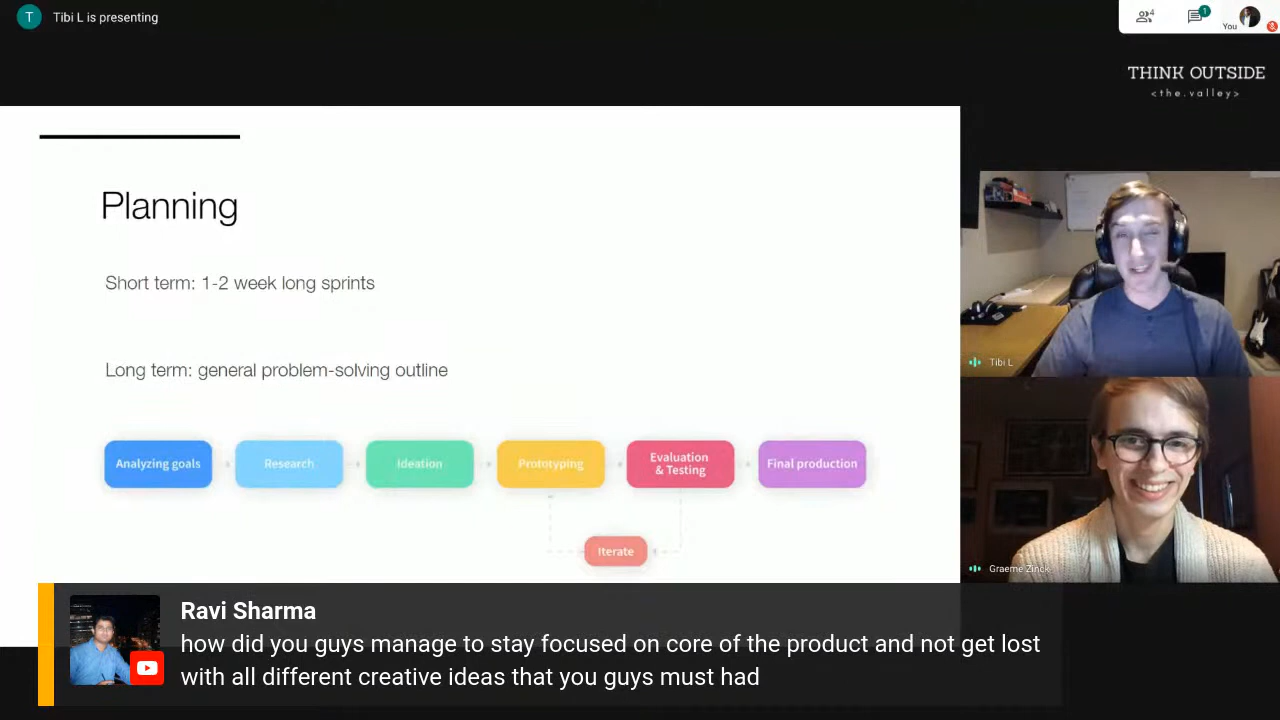 T
Tibi L is presenting
4
1
You
THINK OUTSIDE
<the.valley>
Planning
Short term: 1-2 week long sprints
Long term: general problem-solving outline
Analyzing goals
Research
Ideation
Prototyping
Evaluation
& Testing
Final production
Iterate
Tibi L
Graeme Zinck
Ravi Sharma
how did you guys manage to stay focused on core of the product and not get lost
with all different creative ideas that you guys must had